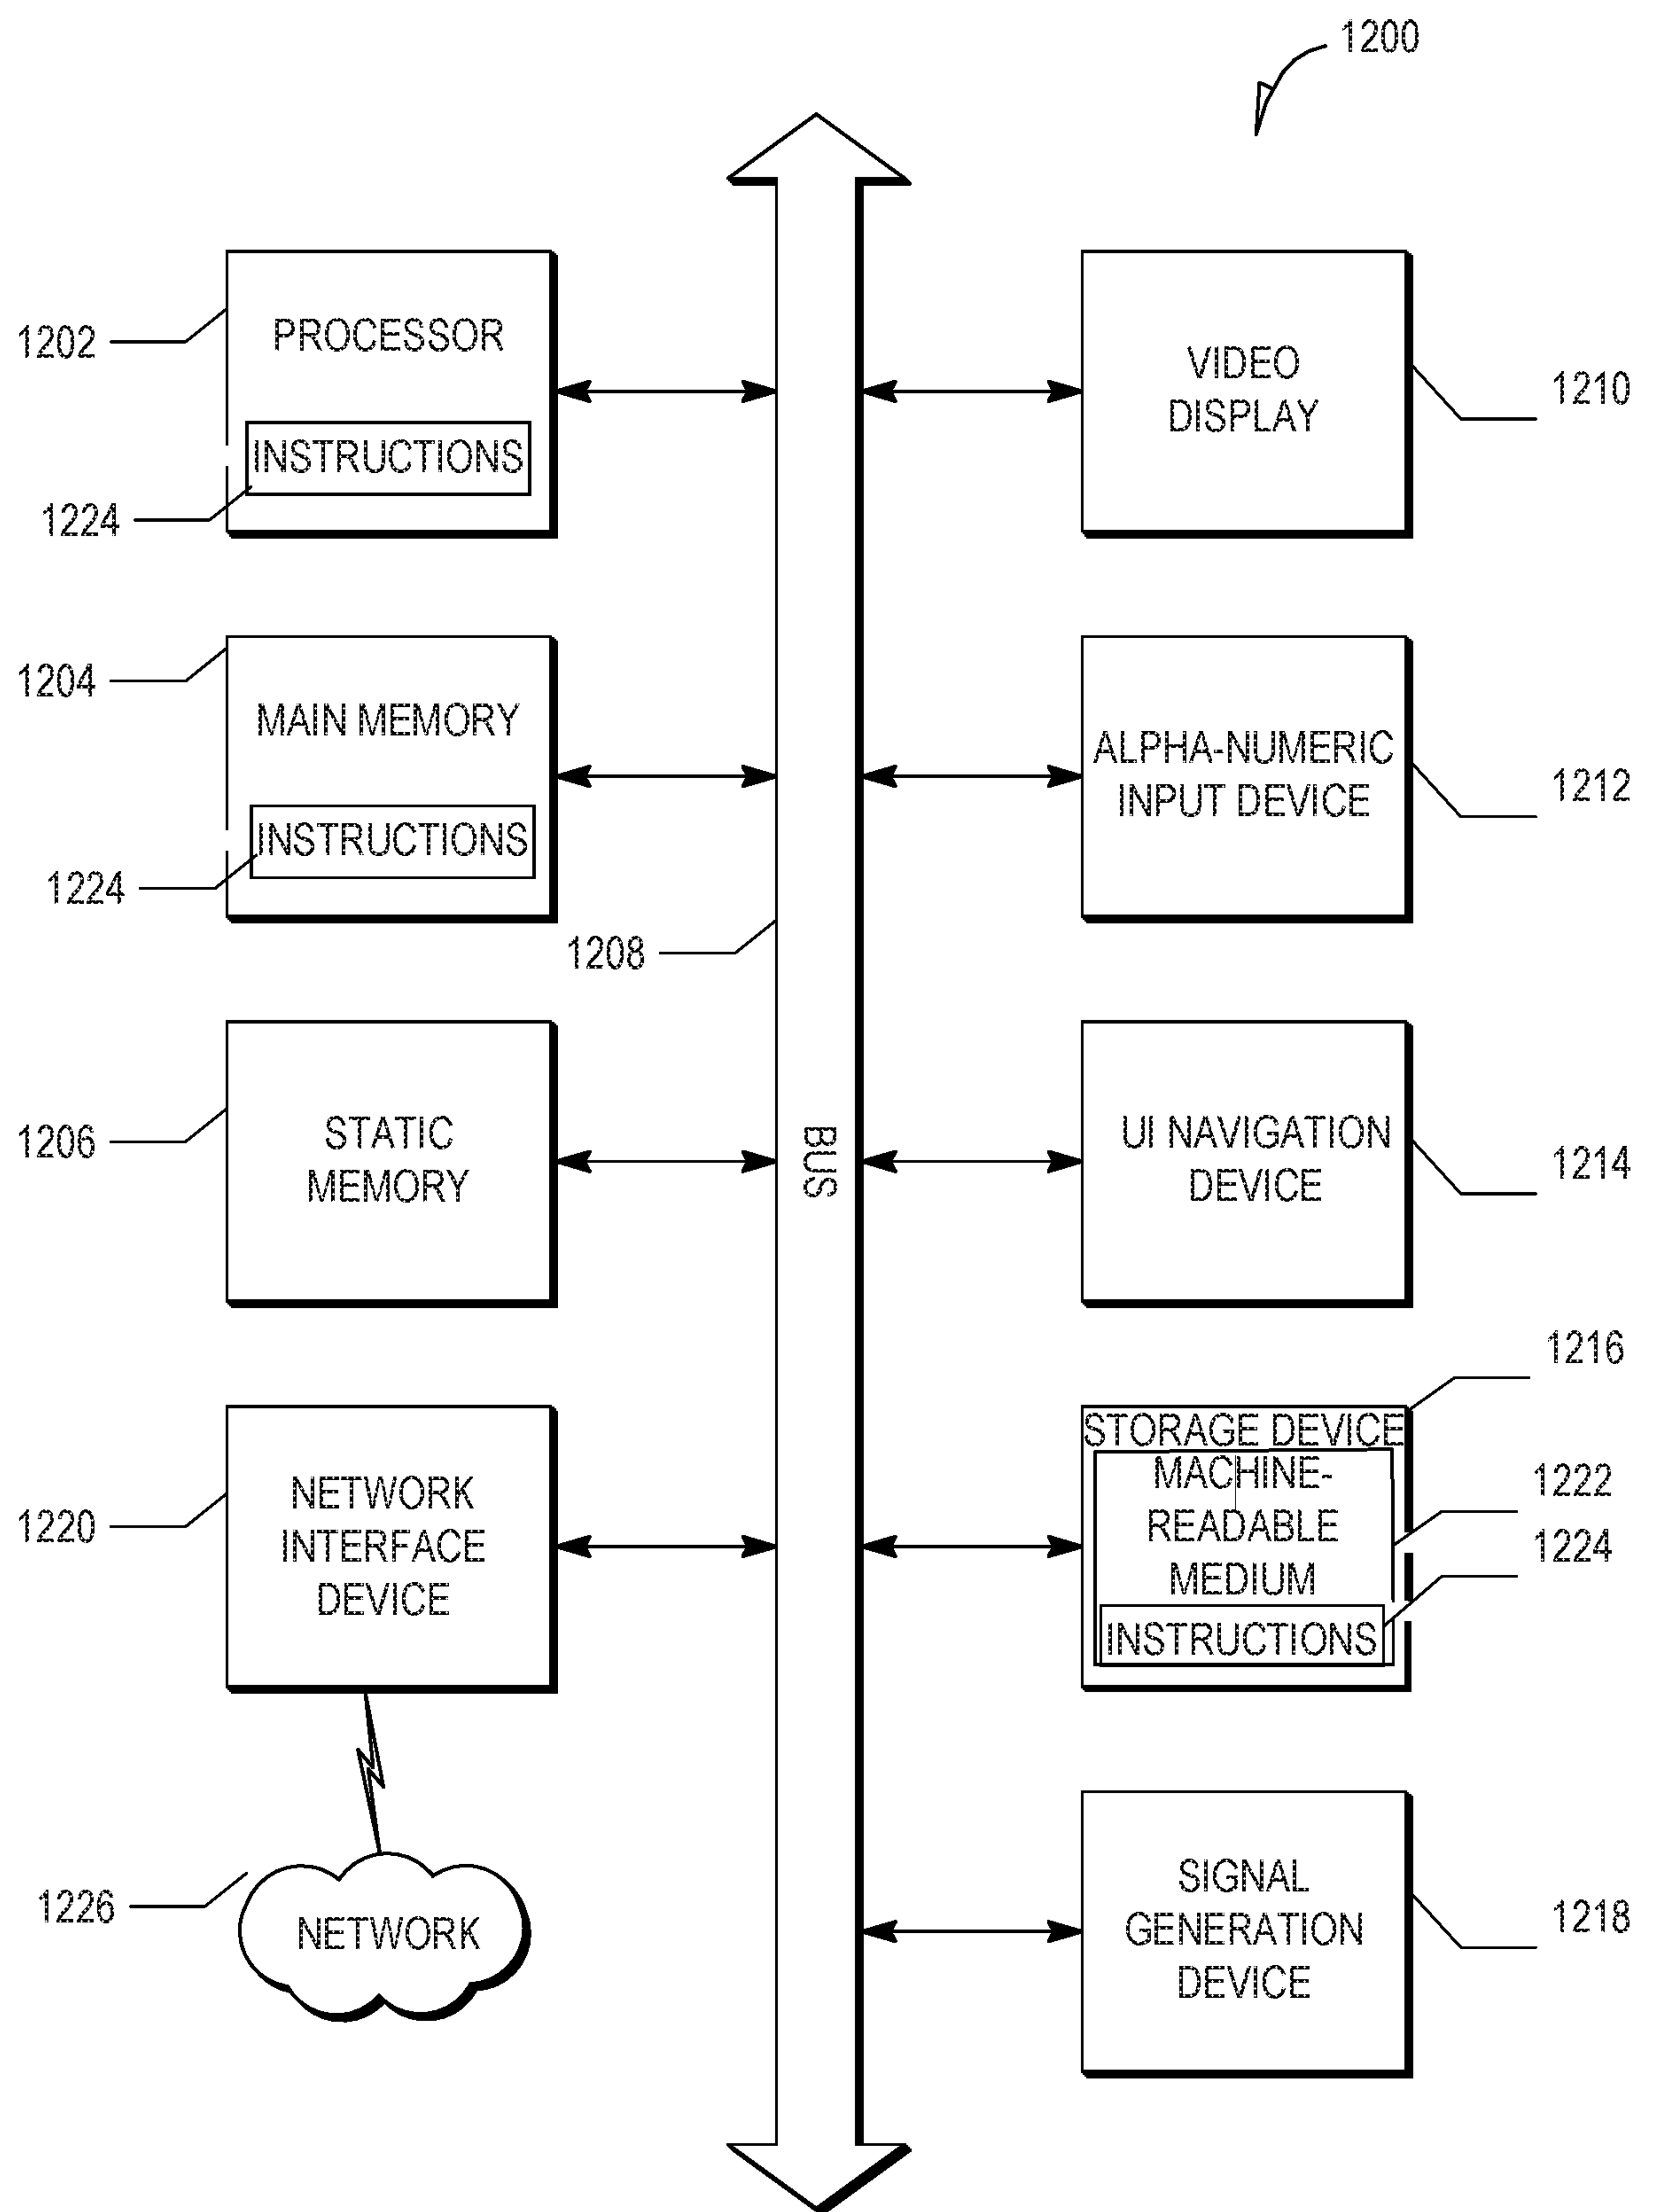 1200
1202
PROCESSOR
INSTRUCTIONS
1224
1204
MAIN MEMORY
INSTRUCTIONS
1224
1208
1206
STATIC
MEMORY
1220
NETWORK
INTERFACE
DEVICE
1226
NETWORK
BUS
VIDEO
DISPLAY
1210
ALPHA-NUMERIC
INPUT DEVICE
1212
UI NAVIGATION
DEVICE
1214
1216
STORAGE DEVICE
MACHINE-
READABLE
MEDIUM
1222
1224
INSTRUCTIONS
SIGNAL
GENERATION
DEVICE
1218